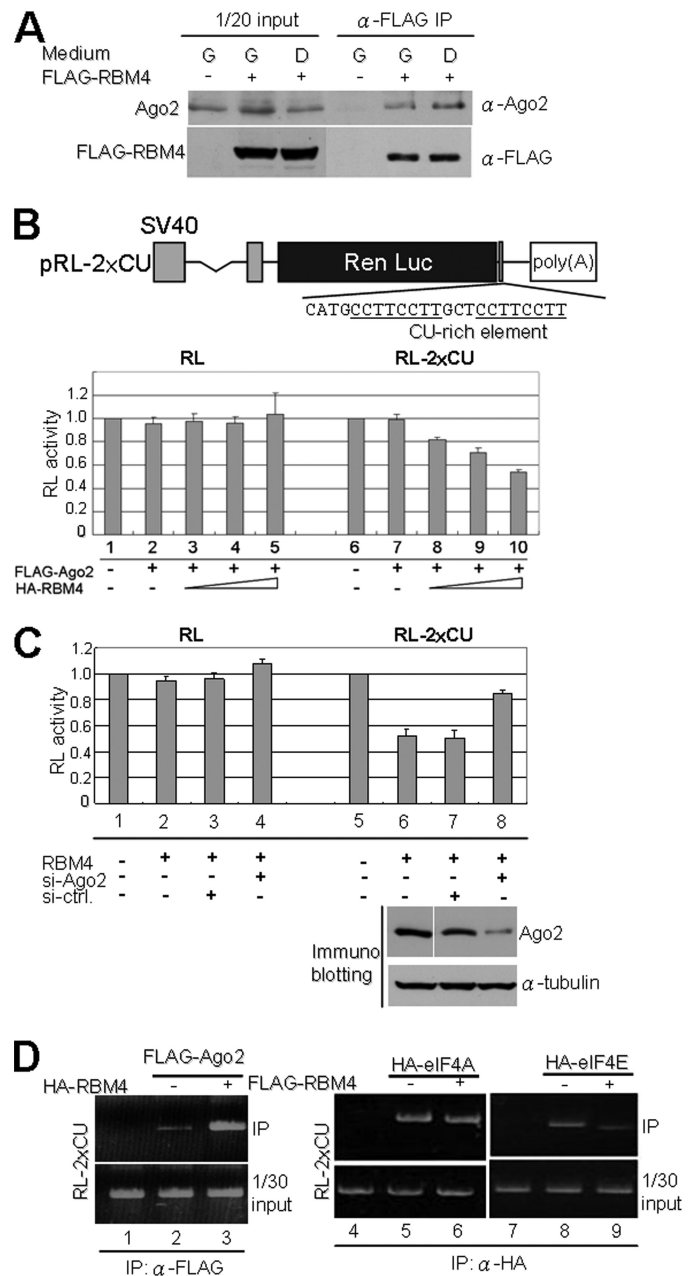 A
1/20 input α-FLAG IP
Medium G G D G G D
FLAG-RBM4 - + + - + +
Ago2 α-Ago2
FLAG-RBM4 α-FLAG
B
SV40
pRL-2xCU Ren Luc poly(A)
CATGCCTTCCTTGCTCCTTCCTT
CU-rich element
RL RL-2xCU
RL activity
1.2
1.0
0.8
0.6
0.4
0.2
0
1 2 3 4 5 6 7 8 9 10
FLAG-Ago2 - + + + + - + + + +
HA-RBM4 - - - -
C
RL RL-2xCU
RL activity
1.2
1.0
0.8
0.6
0.4
0.2
0
1 2 3 4 5 6 7 8
RBM4 - + + + - + + +
si-Ago2 - - - + - - - +
si-ctrl. - - + - - - + -
Immuno
blotting
Ago2
α-tubulin
D
FLAG-Ago2 HA-eIF4A HA-eIF4E
HA-RBM4 - + FLAG-RBM4 - + - +
RL-2xCU IP RL-2xCU IP
1/30
input
1/30
input
1 2 3 4 5 6 7 8 9
IP: α-FLAG IP: α-HA